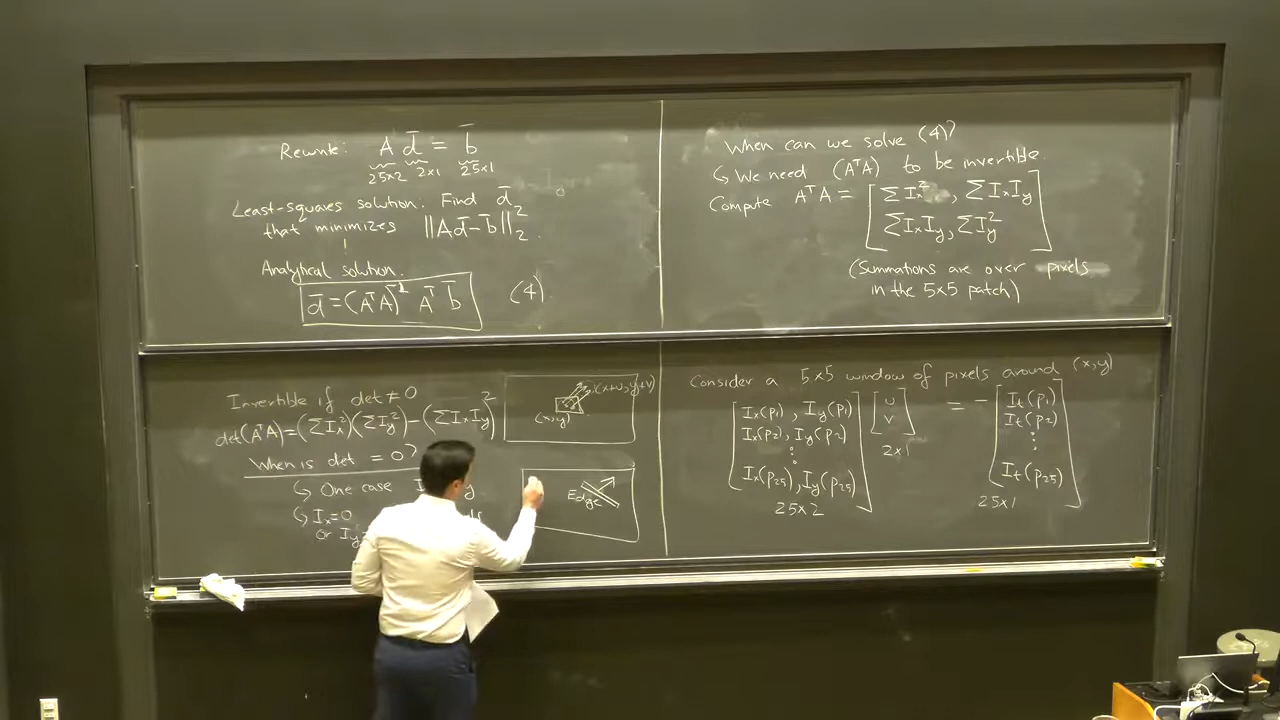 Rewrite: A d̄ = b̄
25x2 2x1 25x1
Least-squares solution: Find d̄
that minimizes ||Ad̄-b̄||₂²
Analytical solution.
d̄ = (AᵀA)⁻¹ Aᵀ b̄ (4)
When can we solve (4)?
↳ We need (AᵀA) to be invertible.
Compute AᵀA = [ΣIx², ΣIxIy
ΣIxIy, ΣIy²]
(Summations are over pixels
in the 5x5 patch)
Invertible if det ≠ 0
det(AᵀA) = (ΣIx²)(ΣIy²) - (ΣIxIy)²
When is det = 0?
↳ One case
↳ Ix=0
or Iy
(x+u, y+v)
(x,y)
Edge
Consider a 5x5 window of pixels around (x,y)
[Ix(p1), Iy(p1) [u = - [It(p1)
Ix(p2), Iy(p2) v] It(p2)
⋮ 2x1 ⋮
Ix(p25), Iy(p25)] It(p25)]
25x2 25x1